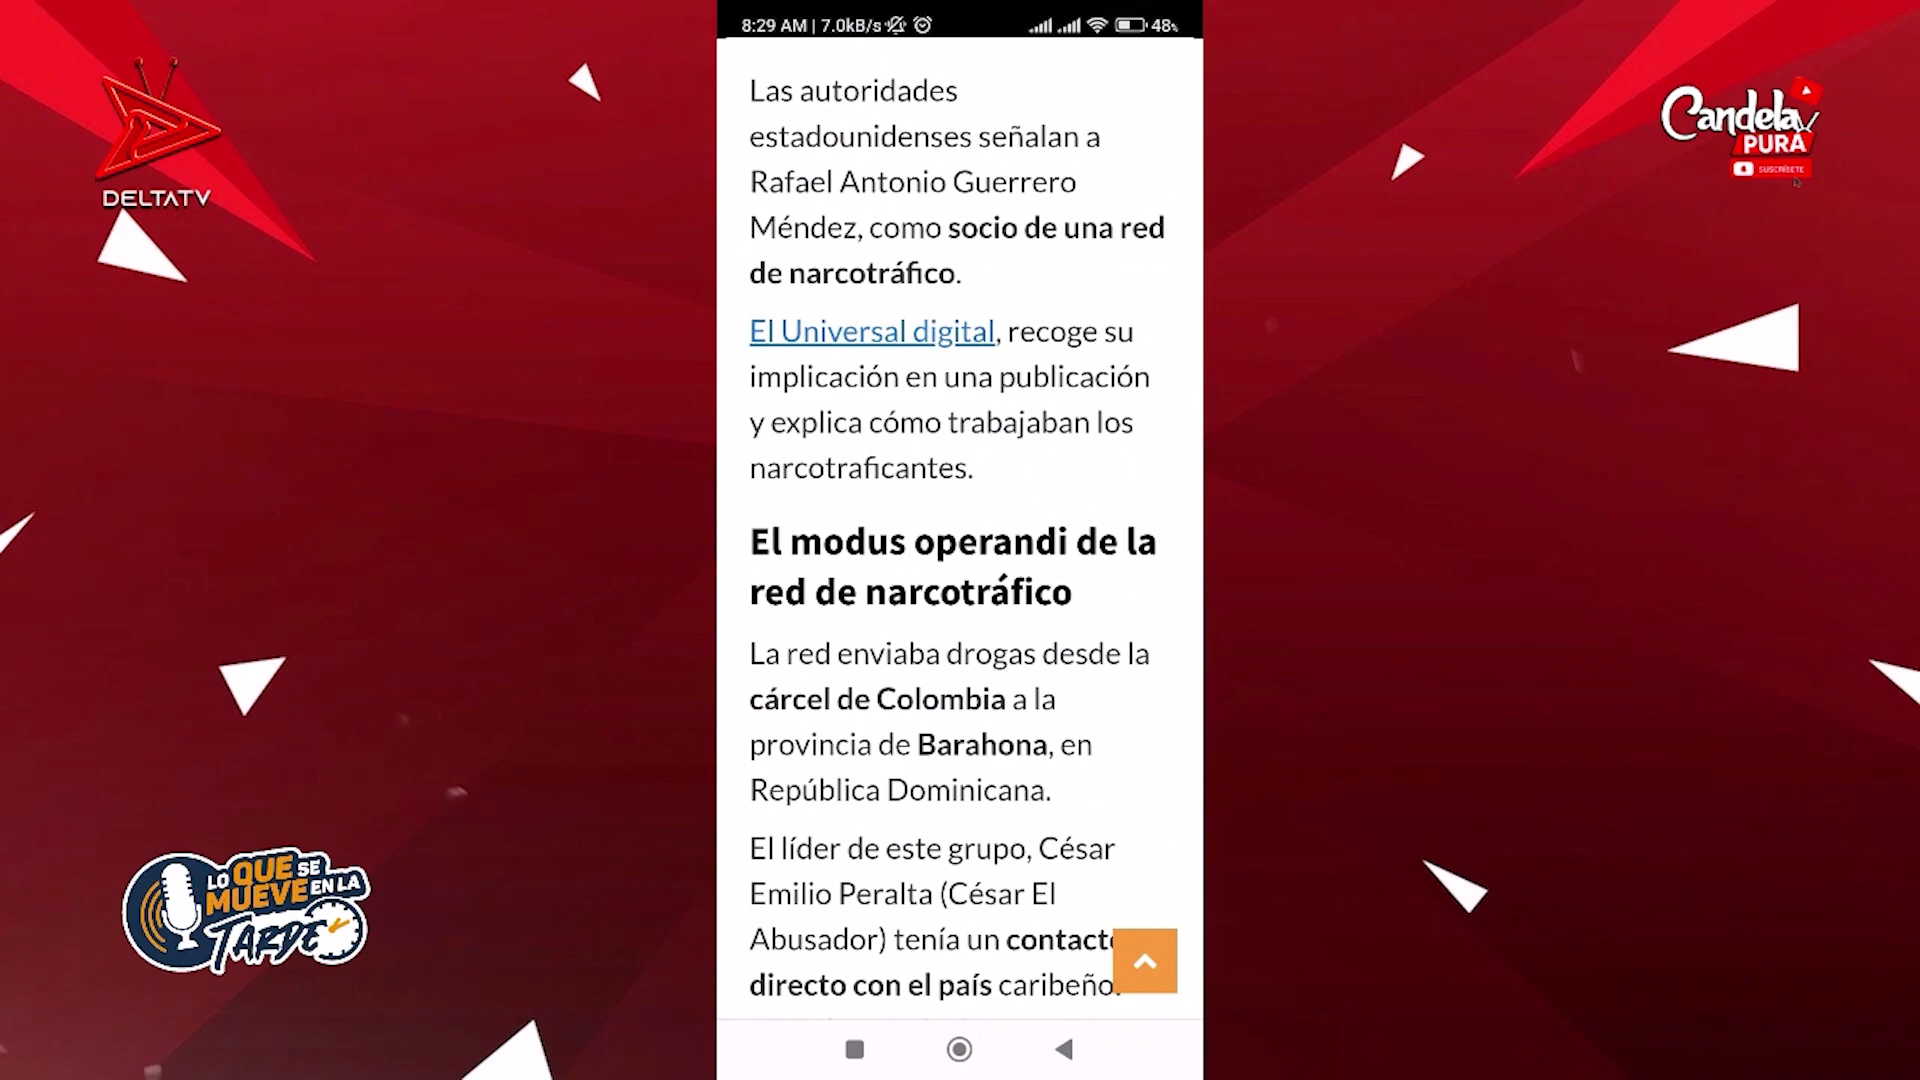 8:29 AM | 7.0kB/s
48%
DELTATV
Candela
PURA
SUSCRÍBETE
Las autoridades
estadounidenses señalan a
Rafael Antonio Guerrero
Méndez, como socio de una red
de narcotráfico.
El Universal digital, recoge su
implicación en una publicación
y explica cómo trabajaban los
narcotraficantes.
El modus operandi de la
red de narcotráfico
La red enviaba drogas desde la
cárcel de Colombia a la
provincia de Barahona, en
República Dominicana.
El líder de este grupo, César
Emilio Peralta (César El
Abusador) tenía un contacto
directo con el país caribeño.
LO QUE SE
MUEVE EN LA
TARDE